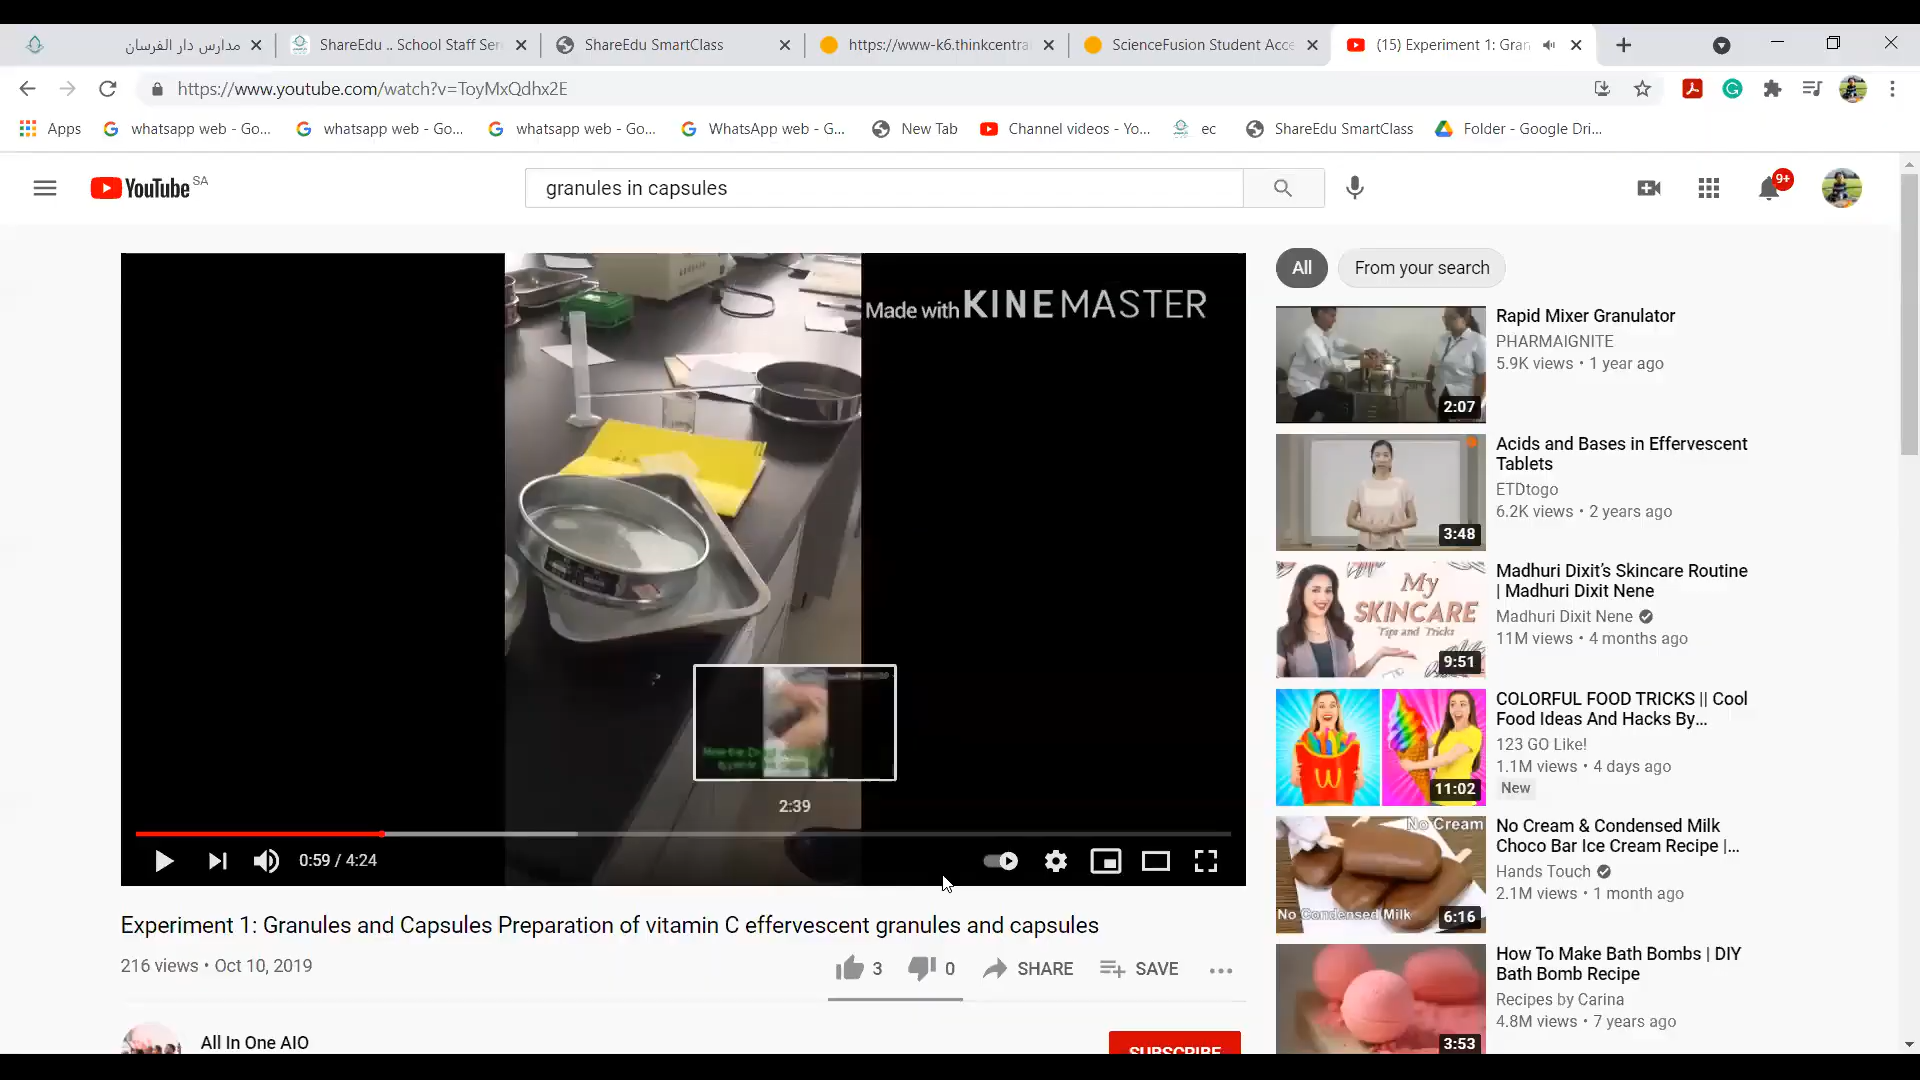 مدارس دار الفرسان
ShareEdu .. School Staff Ser
ShareEdu SmartClass
https://www-k6.thinkcentra
ScienceFusion Student Acce
(15) Experiment 1: Gran
https://www.youtube.com/watch?v=ToyMxQdhx2E
Apps
whatsapp web - Go...
whatsapp web - Go...
whatsapp web - Go...
WhatsApp web - G...
New Tab
Channel videos - Yo...
ec
ShareEdu SmartClass
Folder - Google Dri...
YouTube SA
granules in capsules
9+
Made with KINEMASTER
2:39
0:59 / 4:24
Experiment 1: Granules and Capsules Preparation of vitamin C effervescent granules and capsules
216 views • Oct 10, 2019
3
0
SHARE
SAVE
All In One AIO
SUBSCRIBE
All
From your search
Rapid Mixer Granulator
PHARMAIGNITE
5.9K views • 1 year ago
2:07
Acids and Bases in Effervescent
Tablets
ETDtogo
6.2K views • 2 years ago
3:48
My
SKINCARE
Tips and Tricks
9:51
Madhuri Dixit's Skincare Routine
| Madhuri Dixit Nene
Madhuri Dixit Nene
11M views • 4 months ago
11:02
COLORFUL FOOD TRICKS || Cool
Food Ideas And Hacks By...
123 GO Like!
1.1M views • 4 days ago
New
No Cream
No Condensed Milk
6:16
No Cream & Condensed Milk
Choco Bar Ice Cream Recipe |...
Hands Touch
2.1M views • 1 month ago
3:53
How To Make Bath Bombs | DIY
Bath Bomb Recipe
Recipes by Carina
4.8M views • 7 years ago